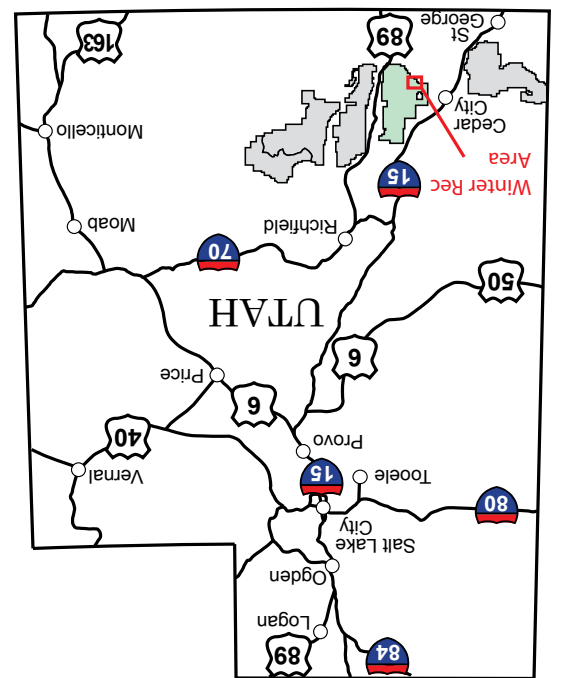 84
89
Logan
Ogden
Salt Lake
City
80
Tooele
15
Vernal
Provo
40
6
Price
6
UTAH
50
70
Richfield
Moab
Winter Rec
Area
15
Monticello
Cedar
City
163
89
St
George